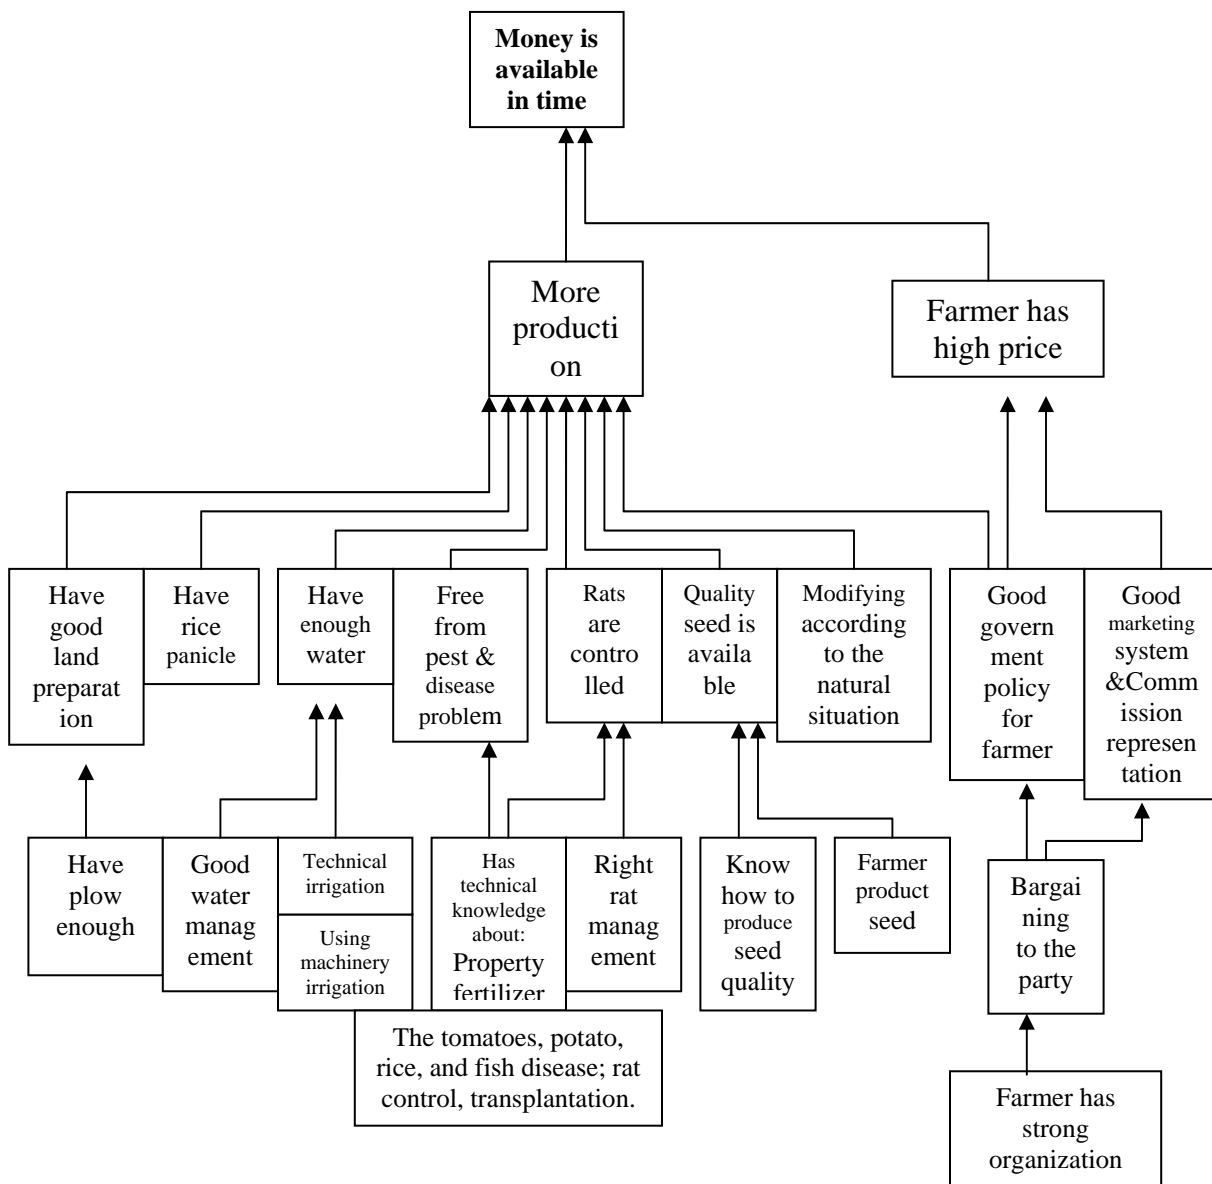 Money is
available
in time
More
producti
on
Farmer has
high price
Have
good
land
preparat
ion
Have
rice
panicle
Have
enough
water
Free
from
pest &
disease
problem
Rats
are
contro
lled
Quality
seed is
availa
ble
Modifying
according
to the
natural
situation
Good
govern
ment
policy
for
farmer
Good
marketing
system
&Comm
ission
represen
tation
Have
plow
enough
Good
water
manag
ement
Technical
irrigation
Using
machinery
irrigation
Has
technical
knowledge
about:
Property
fertilizer
Right
rat
manag
ement
Know
how to
produce
seed
quality
Farmer
product
seed
Bargai
ning
to the
party
The tomatoes, potato,
rice, and fish disease; rat
control, transplantation.
Farmer has
strong
organization